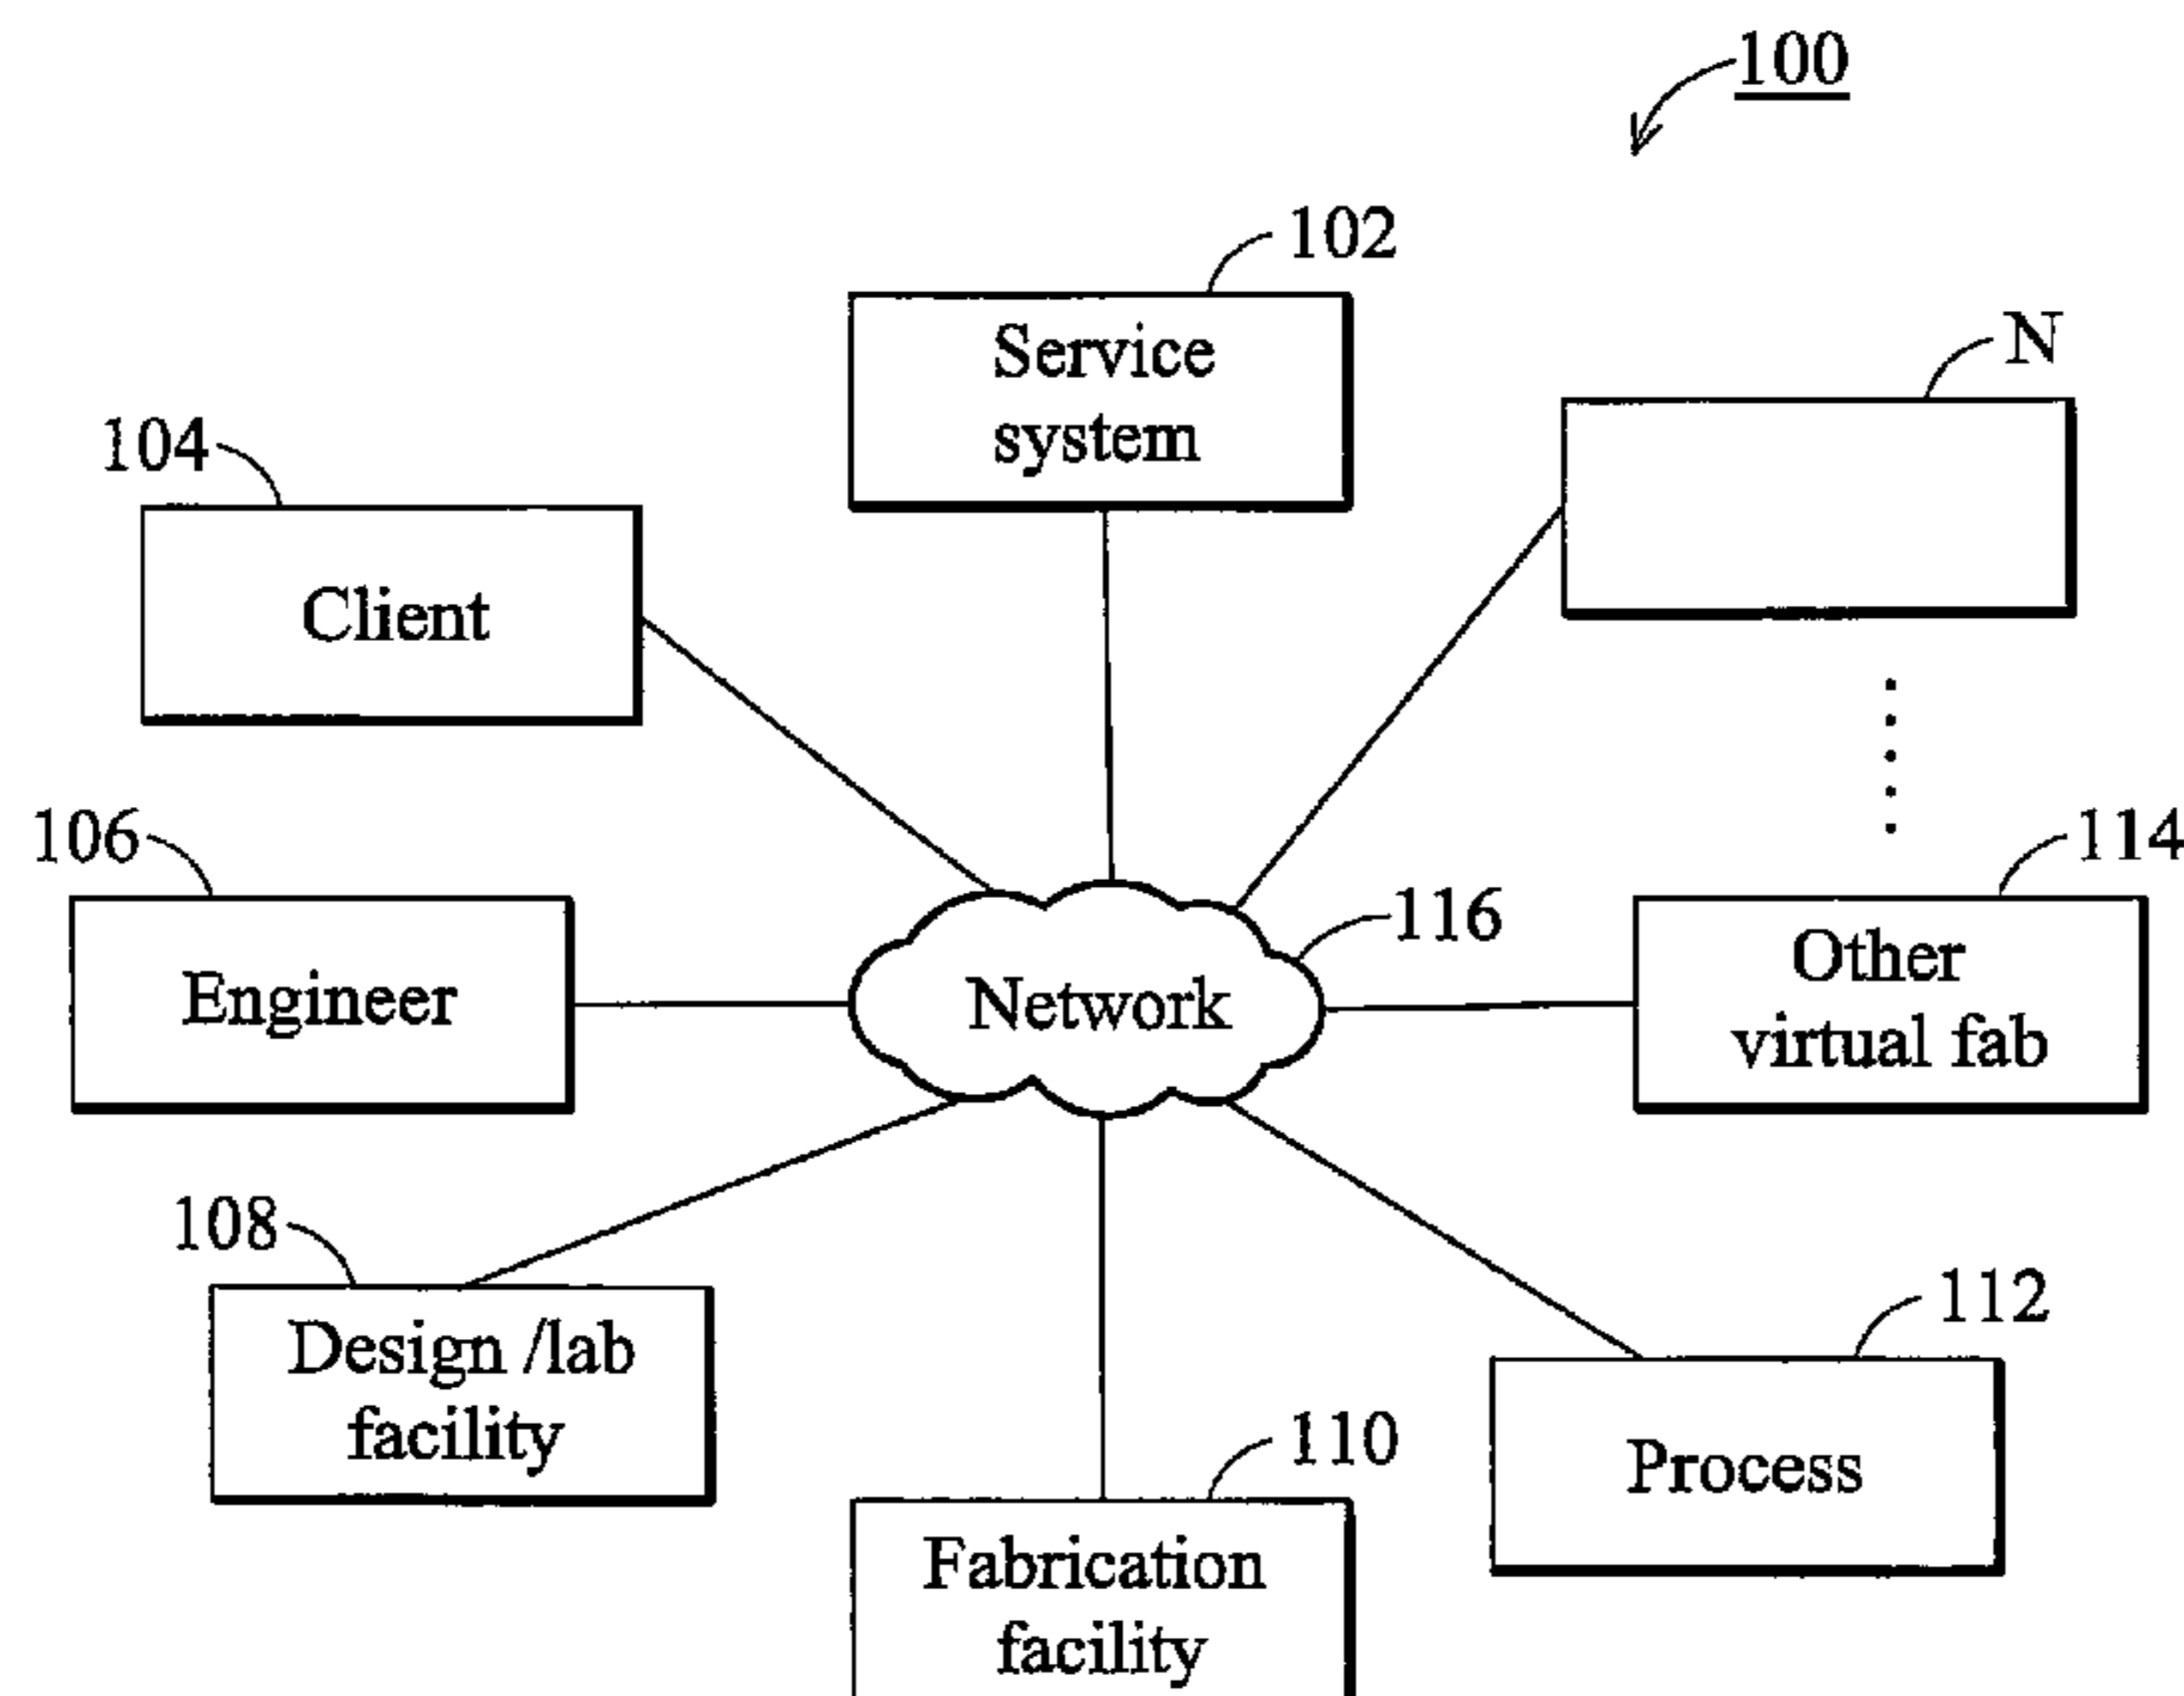 100
102
Service
system
N
104
Client
106
Engineer
116
Network
114
Other
virtual fab
108
Design /lab
facility
110
Fabrication
facility
112
Process